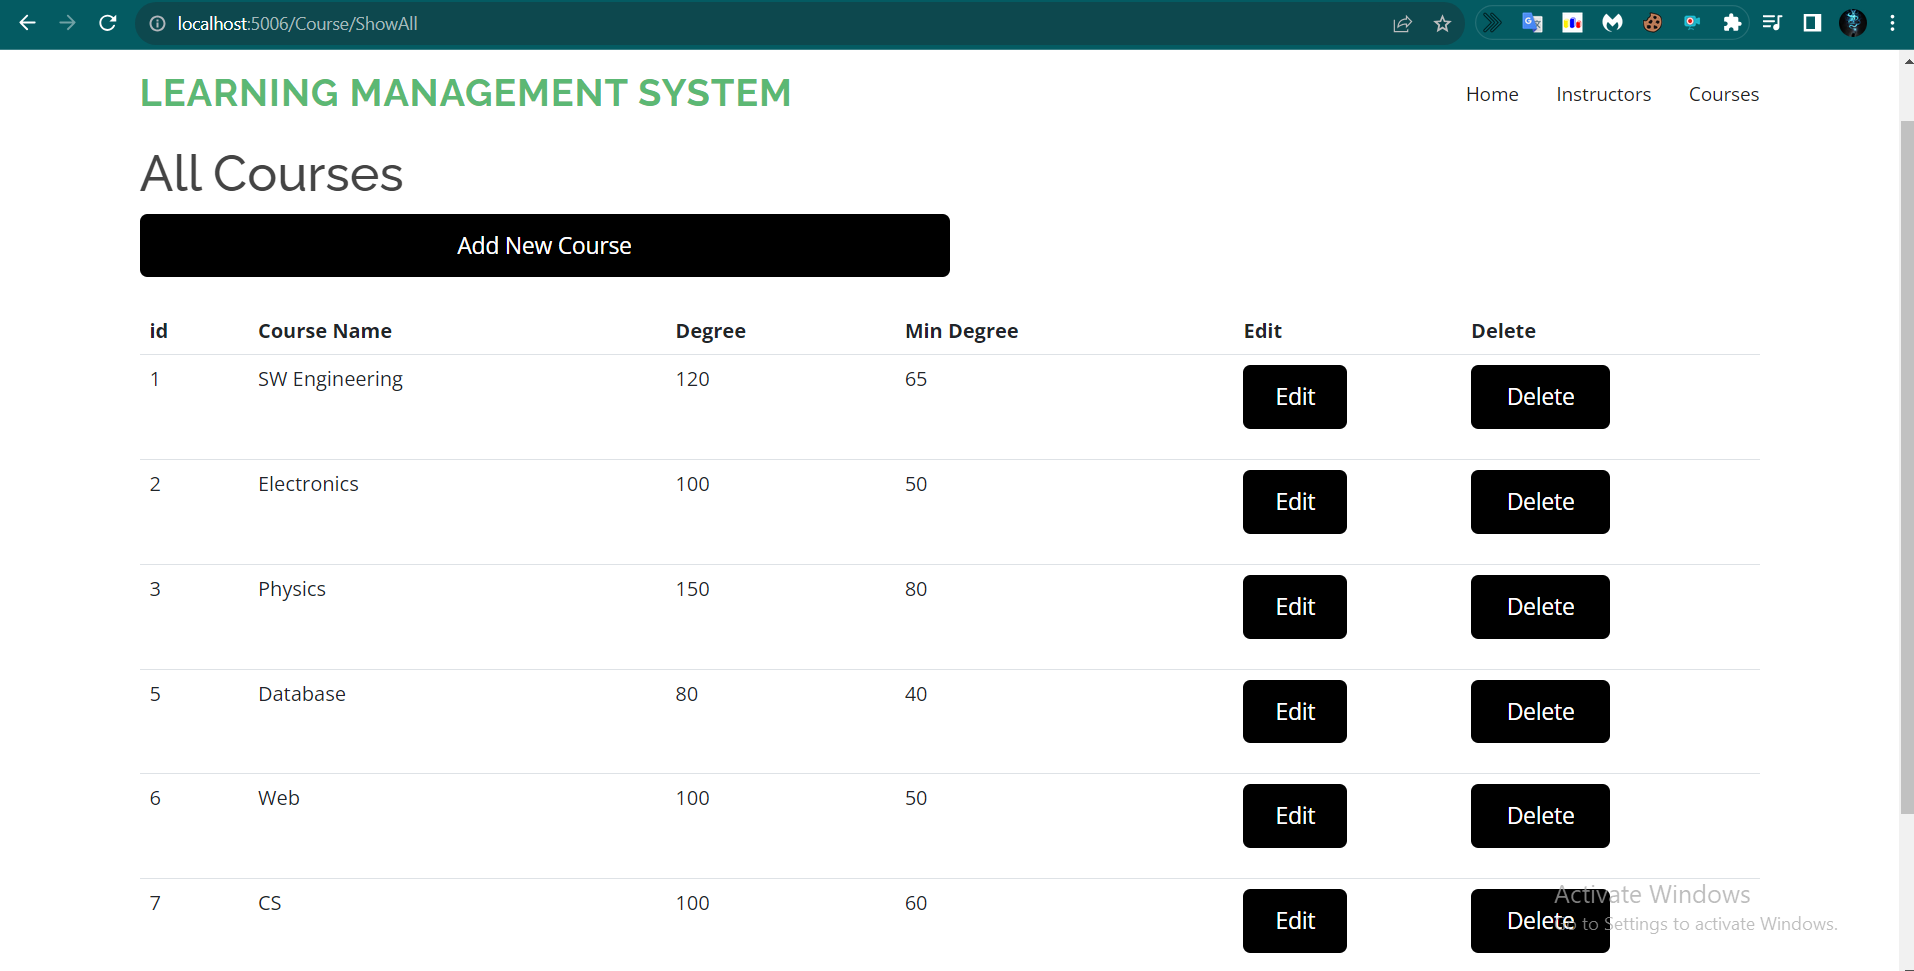 localhost:5006/Course/ShowAll
LEARNING MANAGEMENT SYSTEM
Home Instructors Courses
All Courses
Add New Course
id Course Name Degree Min Degree Edit Delete
1 SW Engineering 120 65 Edit Delete
2 Electronics 100 50 Edit Delete
3 Physics 150 80 Edit Delete
5 Database 80 40 Edit Delete
6 Web 100 50 Edit Delete
7 CS 100 60 Edit Delete
Activate Windows
Go to Settings to activate Windows.